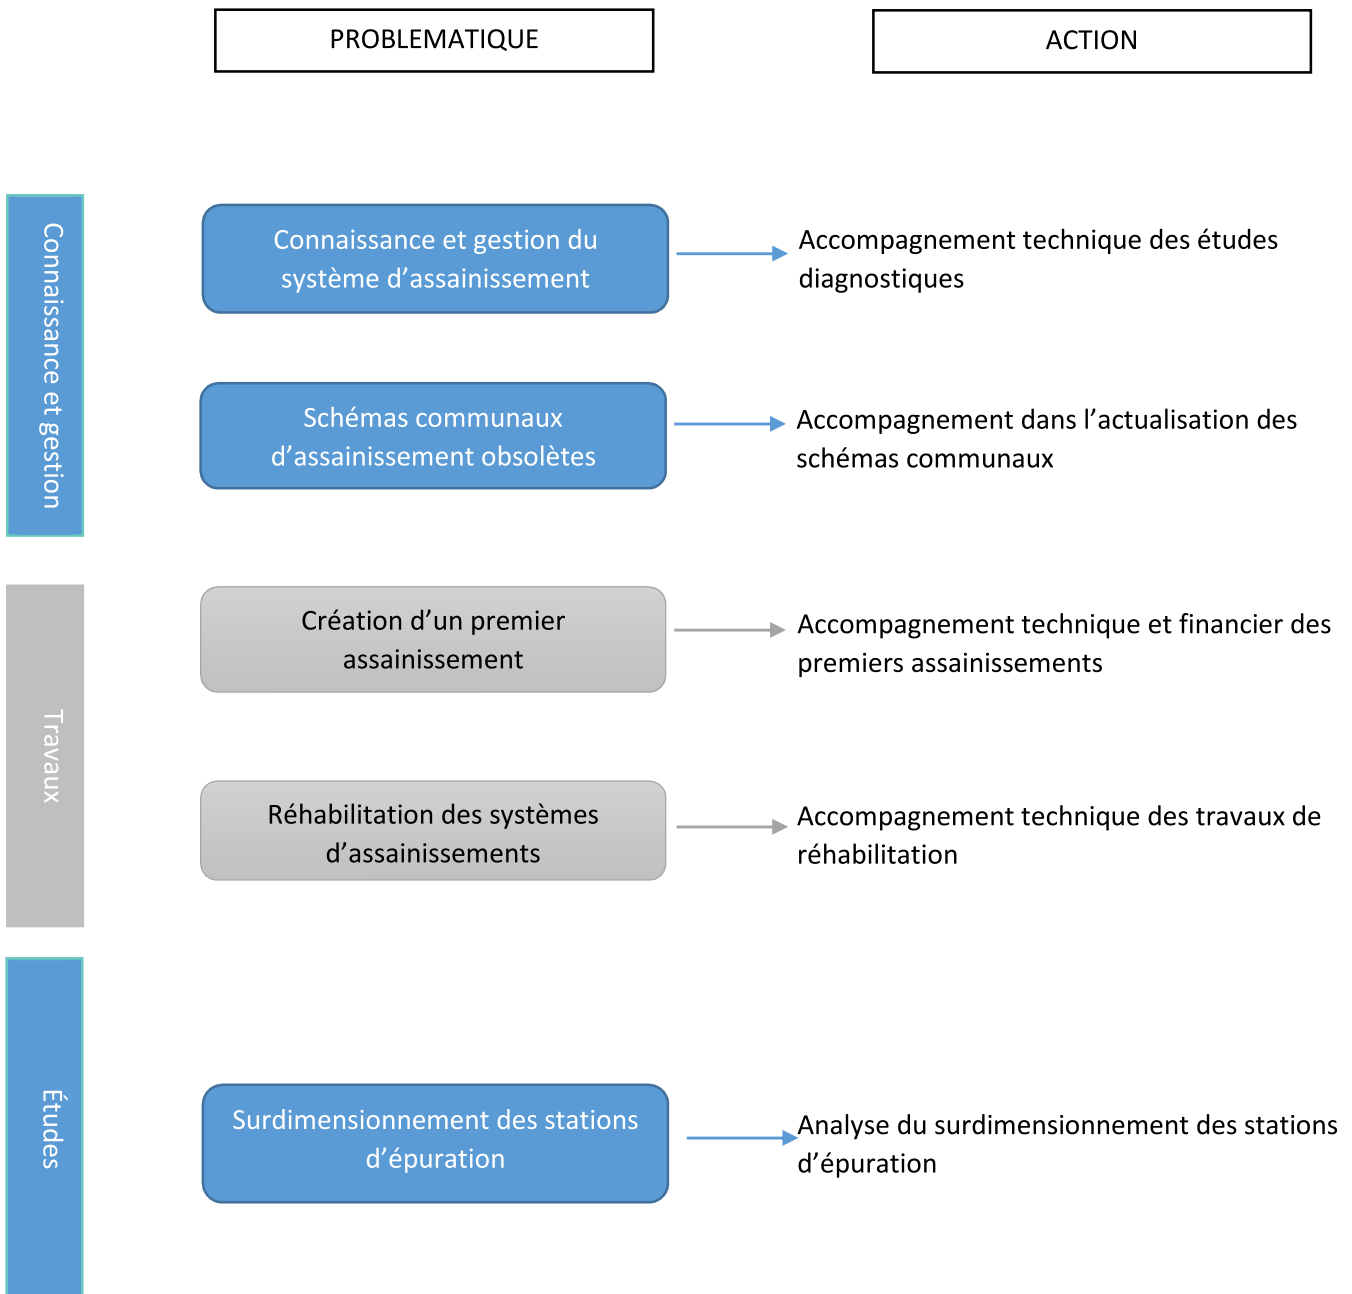 PROBLEMATIQUE
ACTION
Connaissance et gestion
Connaissance et gestion du
système d’assainissement
Accompagnement technique des études
diagnostiques
Schémas communaux
d’assainissement obsolètes
Accompagnement dans l’actualisation des
schémas communaux
Travaux
Création d’un premier
assainissement
Accompagnement technique et financier des
premiers assainissements
Réhabilitation des systèmes
d’assainissements
Accompagnement technique des travaux de
réhabilitation
Études
Surdimensionnement des stations
d’épuration
Analyse du surdimensionnement des stations
d’épuration